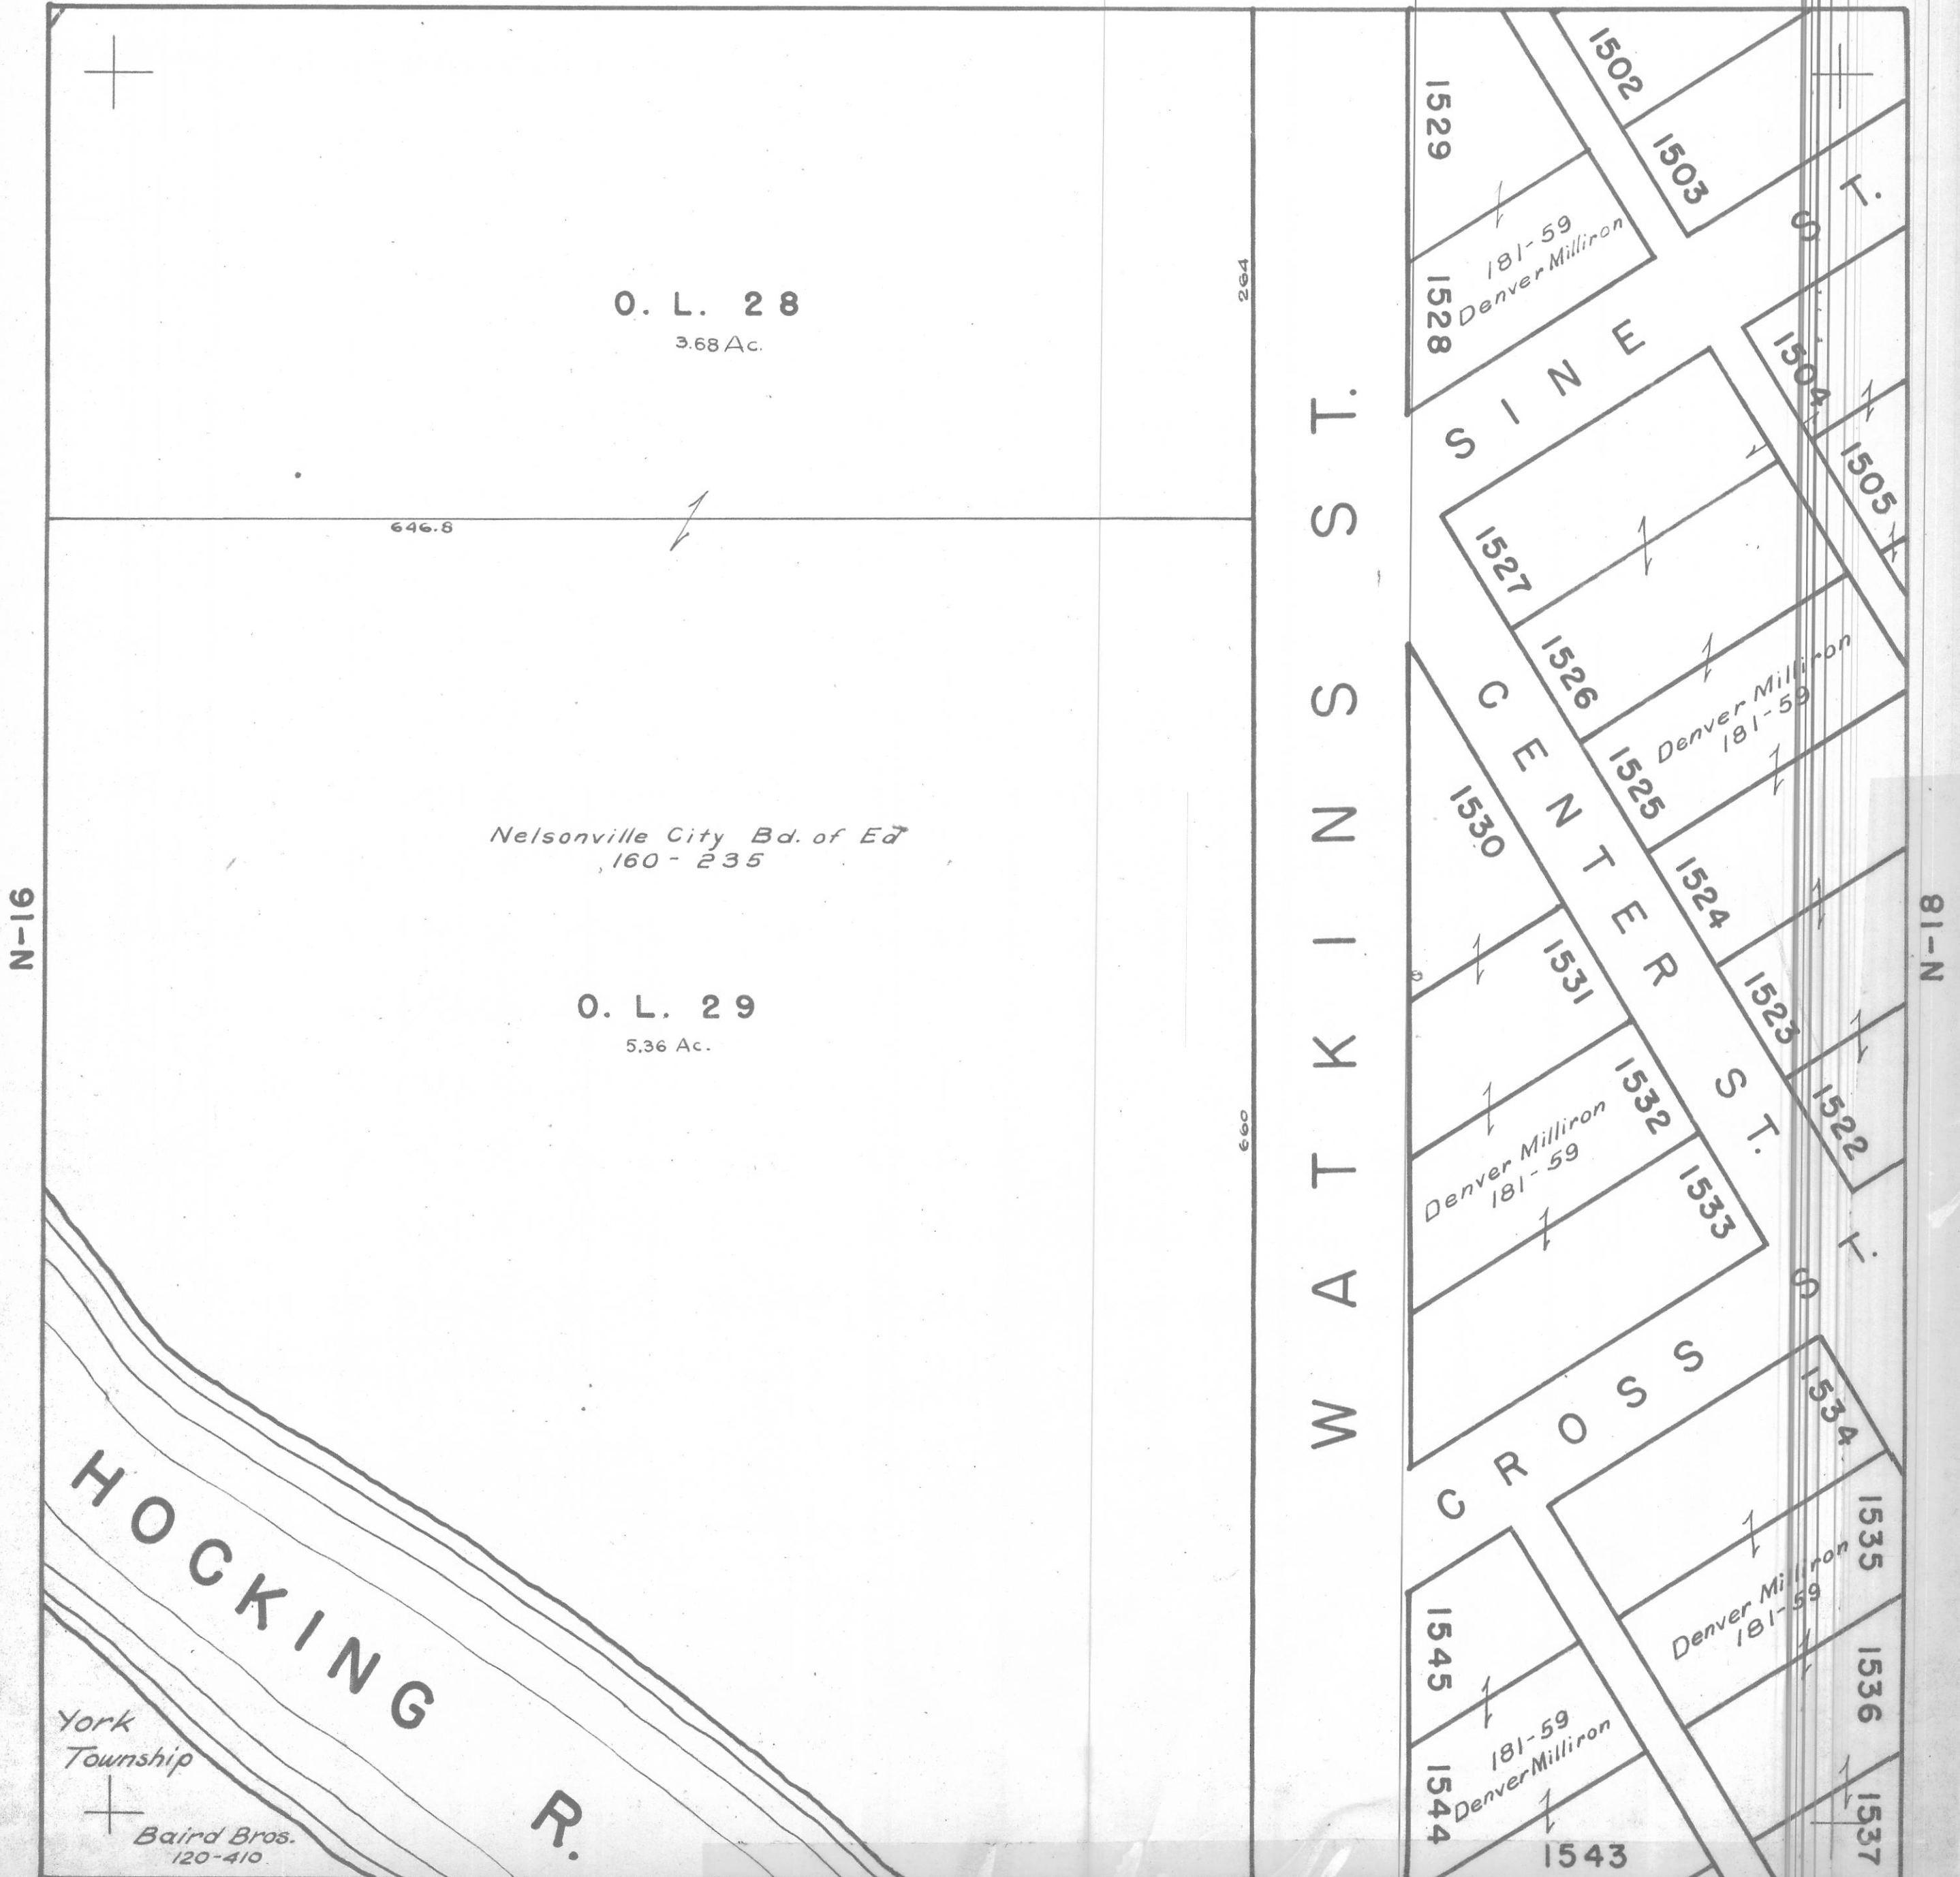 O. L. 28
3.68 Ac.
264
646.8
Nelsonville City Bd. of Ed
160 - 235
O. L. 29
5.36 Ac.
660
N-16
N-18
HOCKING R.
York
Township
Baird Bros.
120-410
WATKINS ST.
1529
1528
181-59
Denver Milliron
1502
1503
SINE ST.
1504
1505
1527
1526
1525
Denver Milliron
181-59
1524
1523
1522
CENTER ST.
1530
1531
1532
Denver Milliron
181-59
1533
CROSS ST.
1534
1535
Denver Milliron
181-59
1536
1537
1545
181-59
Denver Milliron
1544
1543